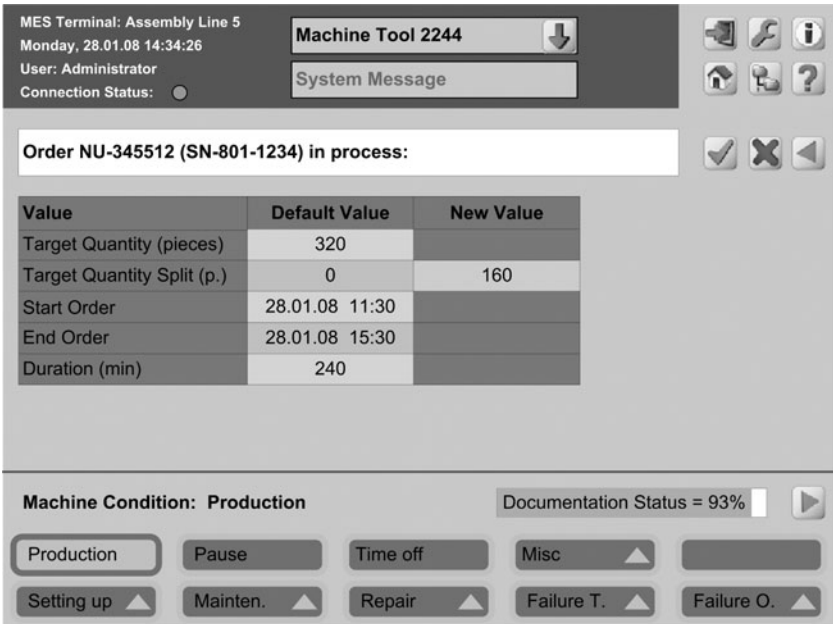 MES Terminal: Assembly Line 5
Monday, 28.01.08 14:34:26
User: Administrator
Connection Status:
Machine Tool 2244
System Message
i
?
Order NU-345512 (SN-801-1234) in process:
Value Default Value New Value
Target Quantity (pieces) 320
Target Quantity Split (p.) 0 160
Start Order 28.01.08 11:30
End Order 28.01.08 15:30
Duration (min) 240
Machine Condition: Production
Documentation Status = 93%
Production Pause Time off Misc
Setting up Mainten. Repair Failure T. Failure O.